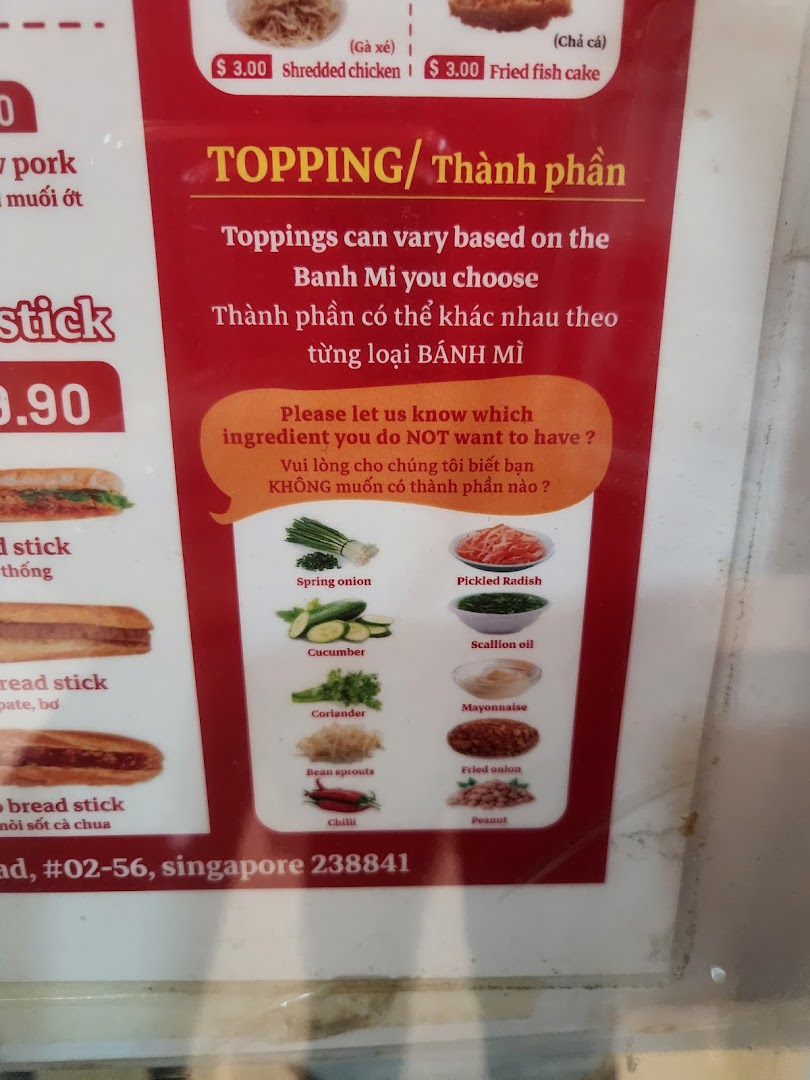 (Gà xé)
$ 3.00 Shredded chicken
(Chả cá)
$ 3.00 Fried fish cake
pork
muối ớt
stick
.90
stick
thống
bread stick
pate, bơ
bread stick
sốt cà chua
TOPPING/ Thành phần
Toppings can vary based on the
Banh Mi you choose
Thành phần có thể khác nhau theo
từng loại BÁNH MÌ
Please let us know which
ingredient you do NOT want to have ?
Vui lòng cho chúng tôi biết bạn
KHÔNG muốn có thành phần nào ?
Spring onion
Pickled Radish
Cucumber
Scallion oil
Coriander
Mayonnaise
Bean sprouts
Fried onion
Chilli
Peanut
#02-56, singapore 238841